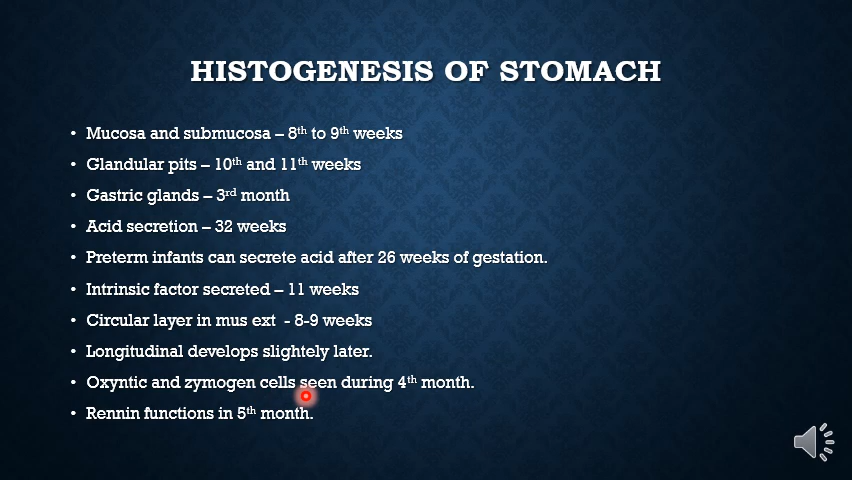 HISTOGENESIS OF STOMACH
• Mucosa and submucosa – 8th to 9th weeks
• Glandular pits – 10th and 11th weeks
• Gastric glands – 3rd month
• Acid secretion – 32 weeks
• Preterm infants can secrete acid after 26 weeks of gestation.
• Intrinsic factor secreted – 11 weeks
• Circular layer in mus ext  - 8-9 weeks
• Longitudinal develops slightely later.
• Oxyntic and zymogen cells seen during 4th month.
• Rennin functions in 5th month.